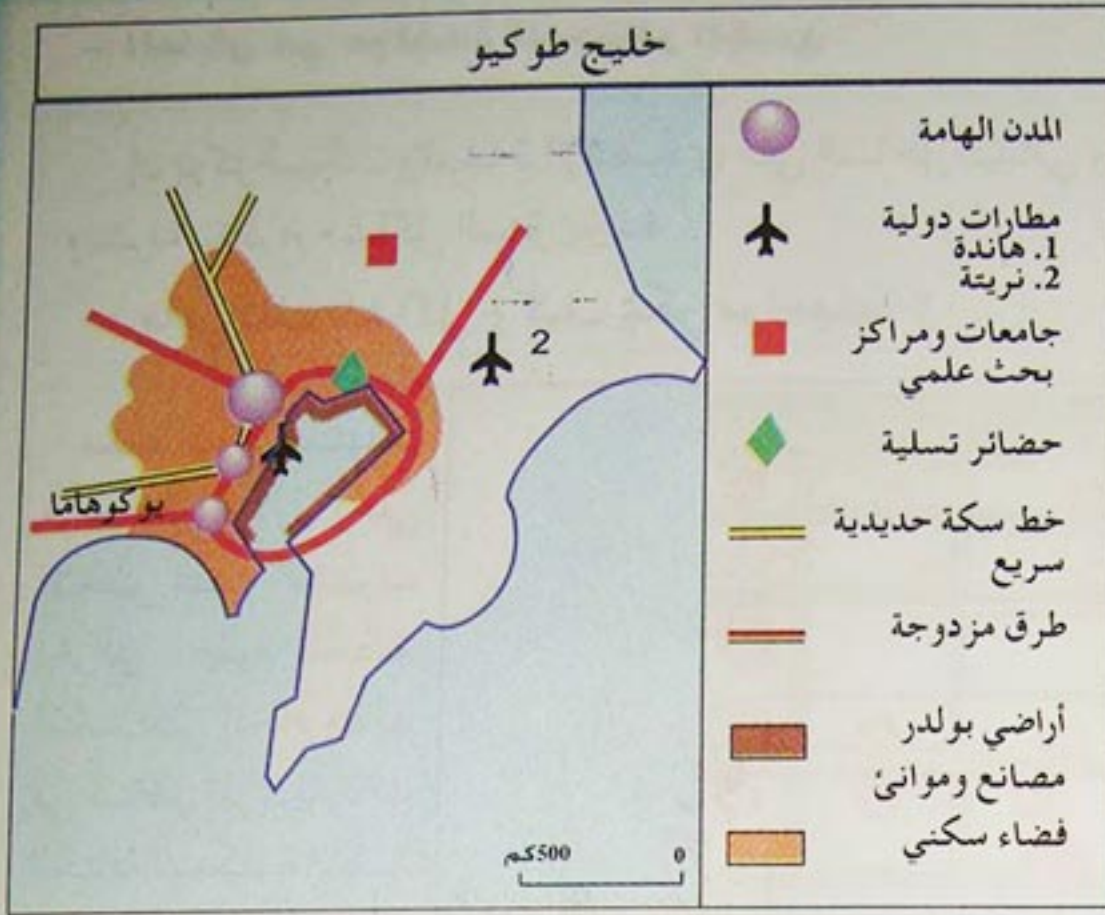 خليج طوكيو
المدن الهامة
مطارات دولية
1. هاندة
2. نريتة
جامعات ومراكز
بحث علمي
حضائر تسلية
خط سكة حديدية
سريع
طرق مزدوجة
أراضي بولدر
مصانع وموانئ
فضاء سكني
2
يوكوهاما
500كم 0